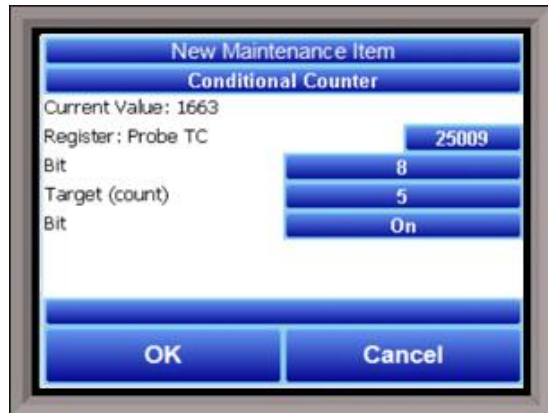 New Maintenance Item
Conditional Counter
Current Value: 1663
Register: Probe TC 25009
Bit 8
Target (count) 5
Bit On
OK Cancel